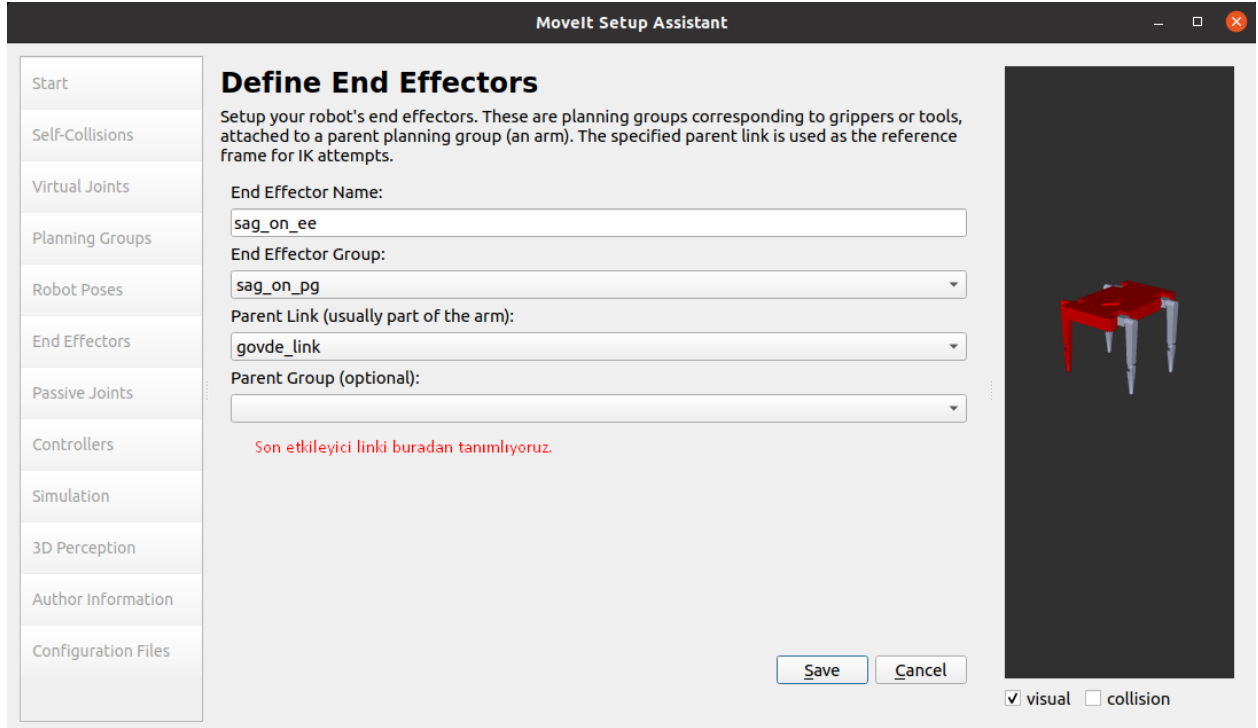 MoveIt Setup Assistant
Start
Self-Collisions
Virtual Joints
Planning Groups
Robot Poses
End Effectors
Passive Joints
Controllers
Simulation
3D Perception
Author Information
Configuration Files
Define End Effectors
Setup your robot's end effectors. These are planning groups corresponding to grippers or tools,
attached to a parent planning group (an arm). The specified parent link is used as the reference
frame for IK attempts.
End Effector Name:
sag_on_ee
End Effector Group:
sag_on_pg
Parent Link (usually part of the arm):
govde_link
Parent Group (optional):
Son etkileyici linki buradan tanımlıyoruz.
Save
Cancel
visual
collision